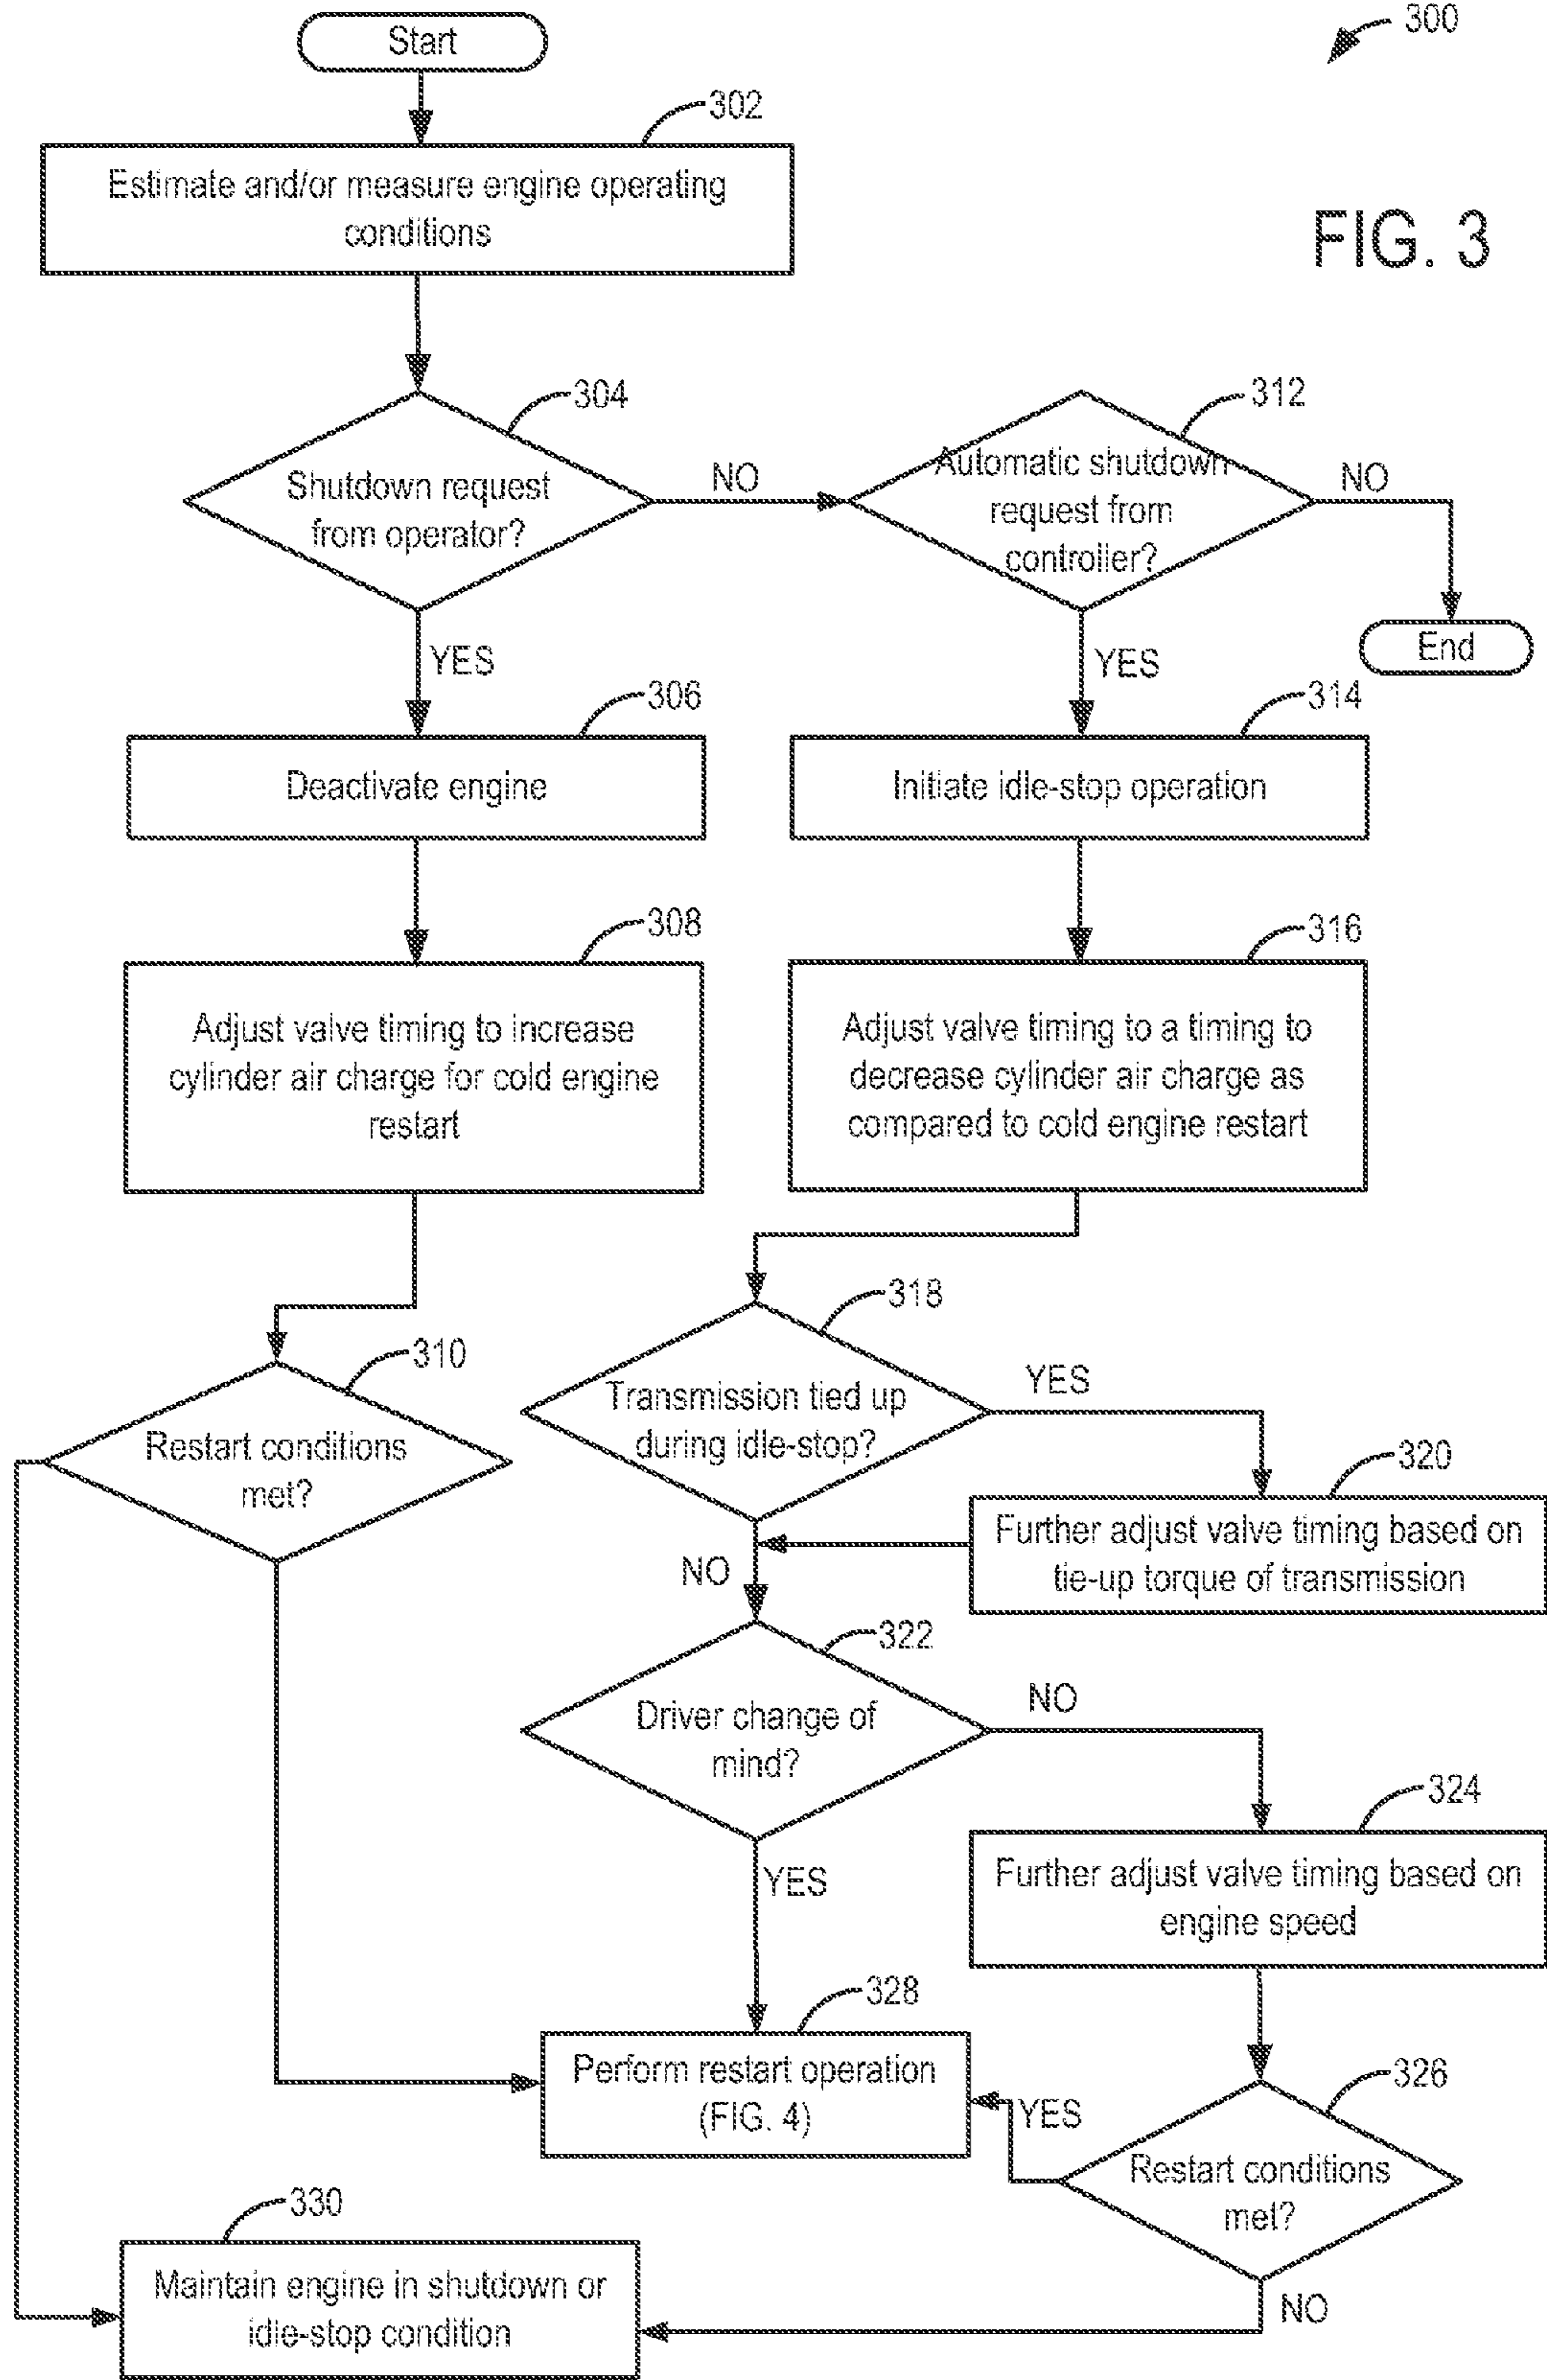 300
Start
302
Estimate and/or measure engine operating
conditions
FIG. 3
304
Shutdown request
from operator?
NO
312
Automatic shutdown
request from
controller?
NO
End
YES
YES
306
Deactivate engine
314
Initiate idle-stop operation
308
Adjust valve timing to increase
cylinder air charge for cold engine
restart
316
Adjust valve timing to a timing to
decrease cylinder air charge as
compared to cold engine restart
310
Restart conditions
met?
318
Transmission tied up
during idle-stop?
YES
320
Further adjust valve timing based on
tie-up torque of transmission
NO
322
Driver change of
mind?
NO
324
Further adjust valve timing based on
engine speed
YES
328
Perform restart operation
(FIG. 4)
YES
326
Restart conditions
met?
NO
330
Maintain engine in shutdown or
idle-stop condition